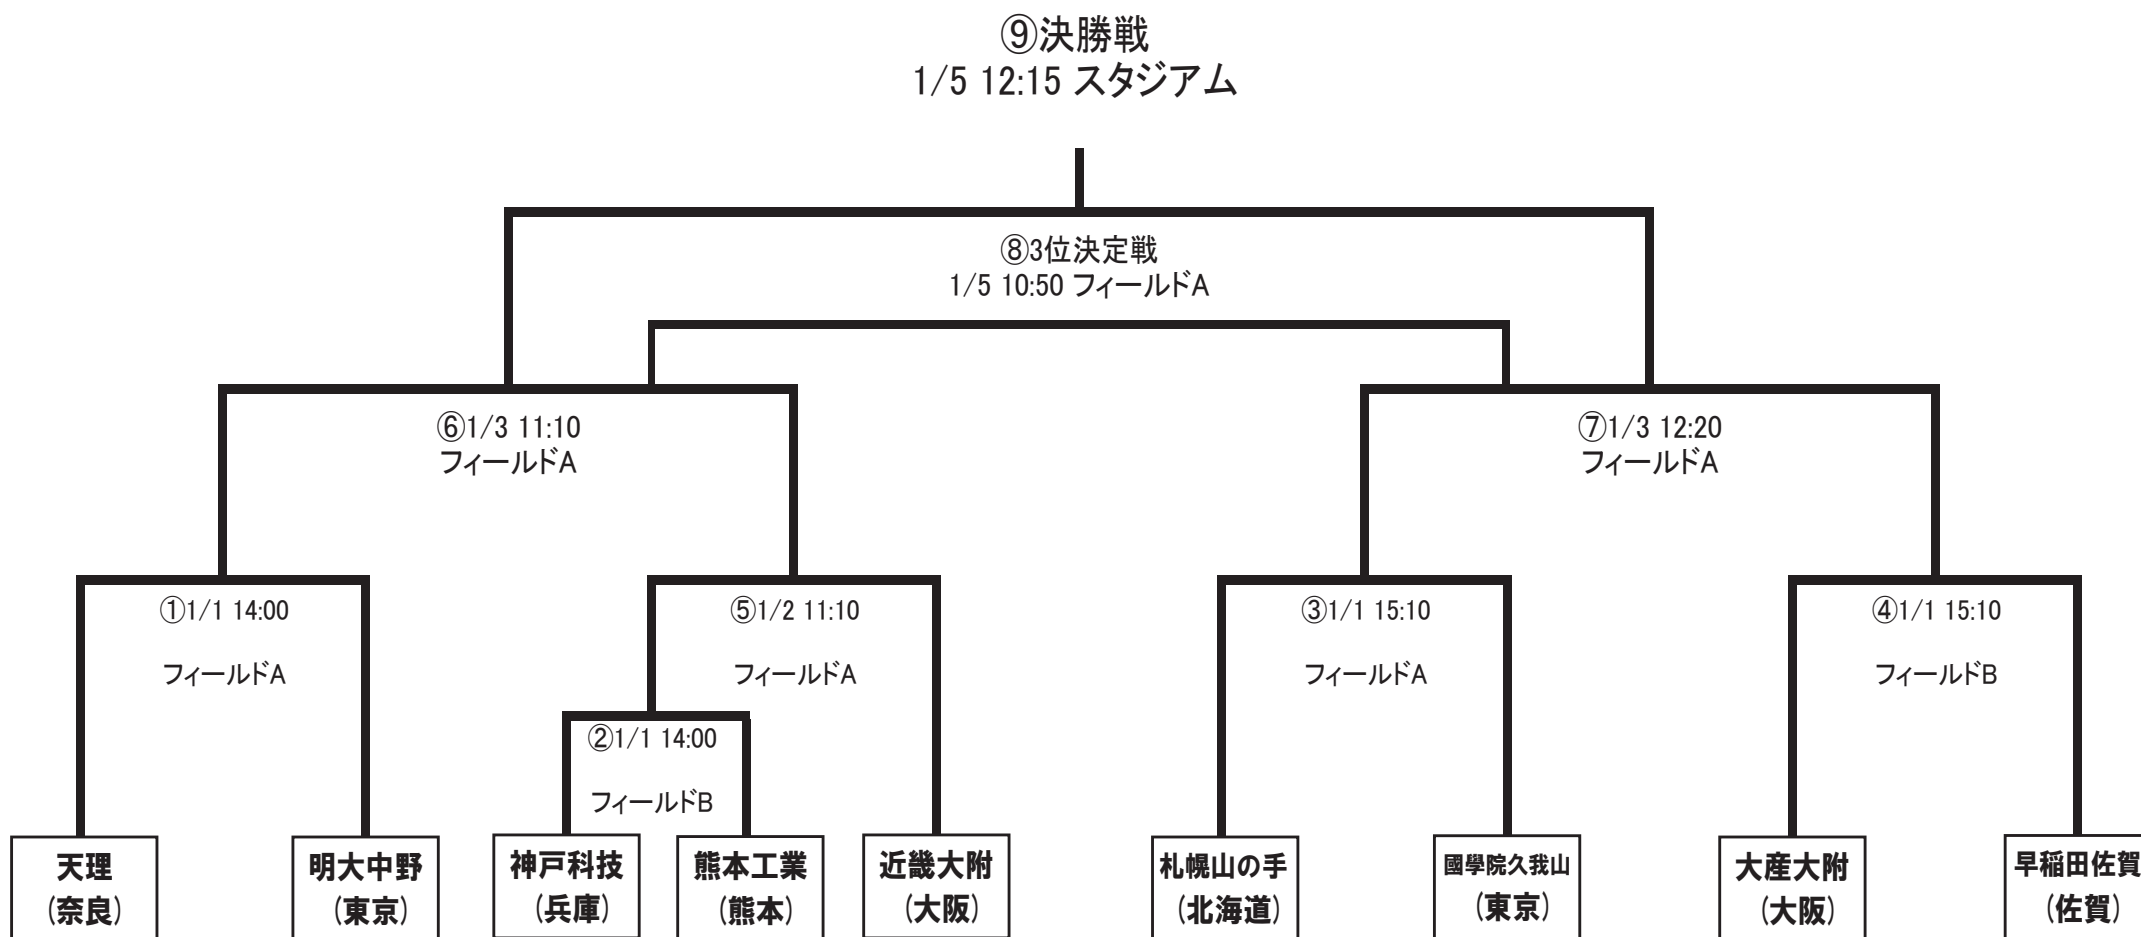 ⑨決勝戦
1/5 12:15 スタジアム
⑧3位決定戦
1/5 10:50 フィールドA
⑥1/3 11:10
フィールドA
⑦1/3 12:20
フィールドA
①1/1 14:00
フィールドA
⑤1/2 11:10
フィールドA
③1/1 15:10
フィールドA
④1/1 15:10
フィールドB
②1/1 14:00
フィールドB
天理
(奈良)
明大中野
(東京)
神戸科技
(兵庫)
熊本工業
(熊本)
近畿大附
(大阪)
札幌山の手
(北海道)
國學院久我山
(東京)
大産大附
(大阪)
早稲田佐賀
(佐賀)